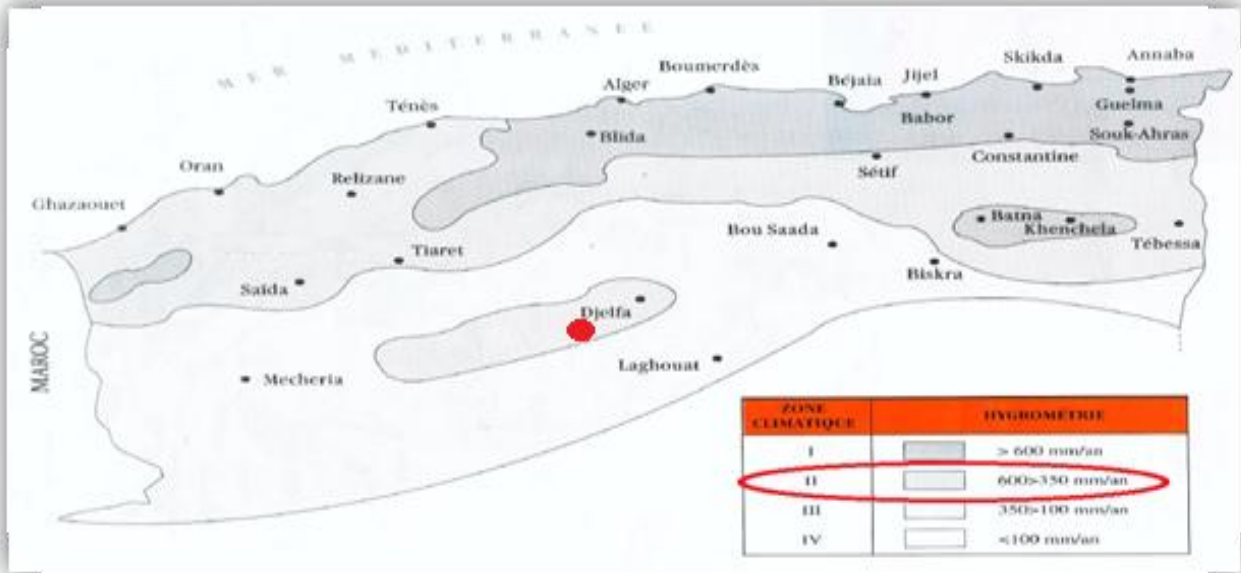 MER MEDITERRANEE
Annaba
Skikda
Boumerdès
Béjaia
Jijel
Alger
Ténès
Guelma
Babor
Souk-Ahras
Blida
Constantine
Oran
Sétif
Relizane
Ghazaouet
Batna
Khenchela
Bou Saada
Tébessa
Tiaret
Biskra
Saïda
Djelfa
MAROC
Laghouat
Mecheria
ZONE CLIMATIQUE HYGROMÉTRIE
I > 600 mm/an
II 600>350 mm/an
III 350>100 mm/an
IV <100 mm/an